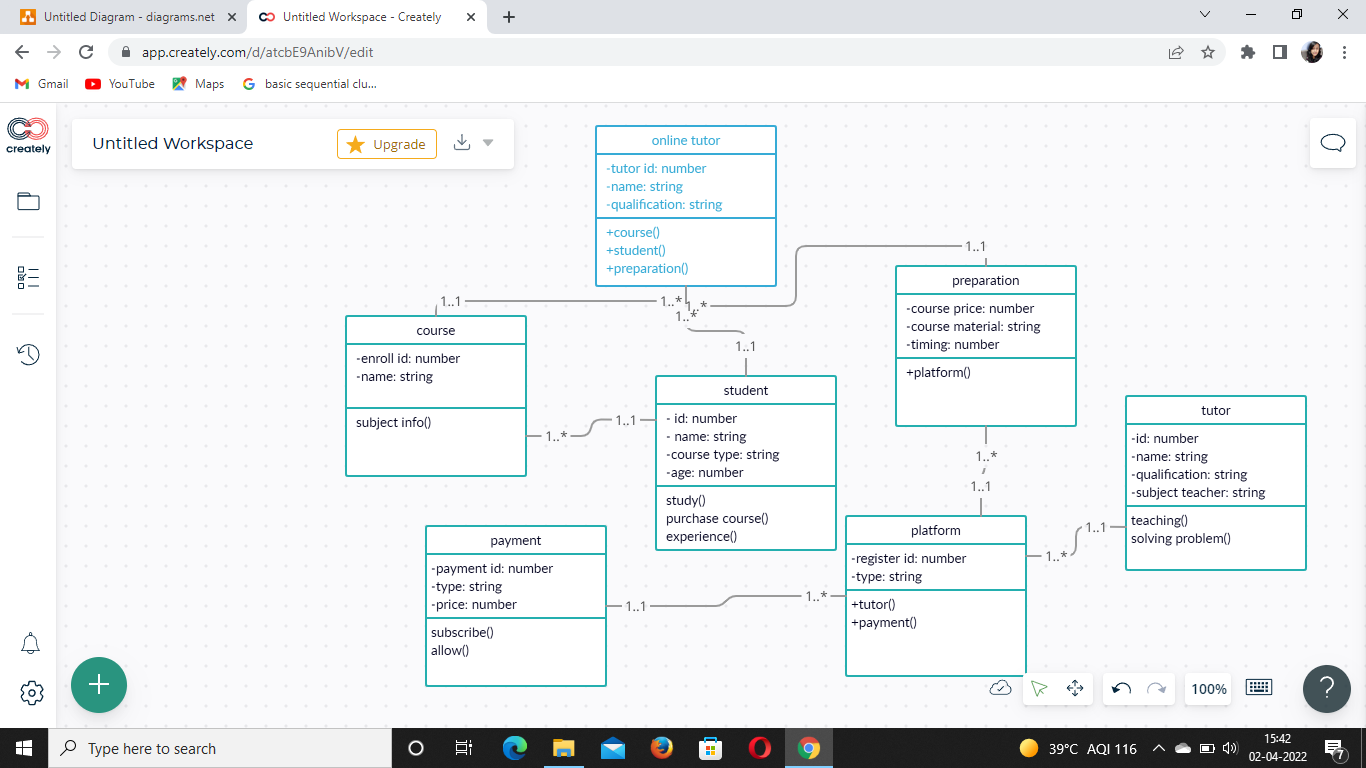 Untitled Diagram - diagrams.net
Untitled Workspace - Creately
app.creately.com/d/atcbE9AnibV/edit
Gmail
YouTube
Maps
basic sequential clu...
creately
Untitled Workspace
Upgrade
online tutor
-tutor id: number
-name: string
-qualification: string
+course()
+student()
+preparation()
1..1
1..*
1..*
1..*
1..1
1..1
course
-enroll id: number
-name: string
subject info()
1..*
1..1
student
- id: number
- name: string
-course type: string
-age: number
study()
purchase course()
experience()
preparation
-course price: number
-course material: string
-timing: number
+platform()
1..*
1..1
tutor
-id: number
-name: string
-qualification: string
-subject teacher: string
teaching()
solving problem()
1..1
1..*
platform
-register id: number
-type: string
+tutor()
+payment()
payment
-payment id: number
-type: string
-price: number
subscribe()
allow()
1..1
1..*
100%
?
Type here to search
39°C AQI 116
15:42
02-04-2022
7